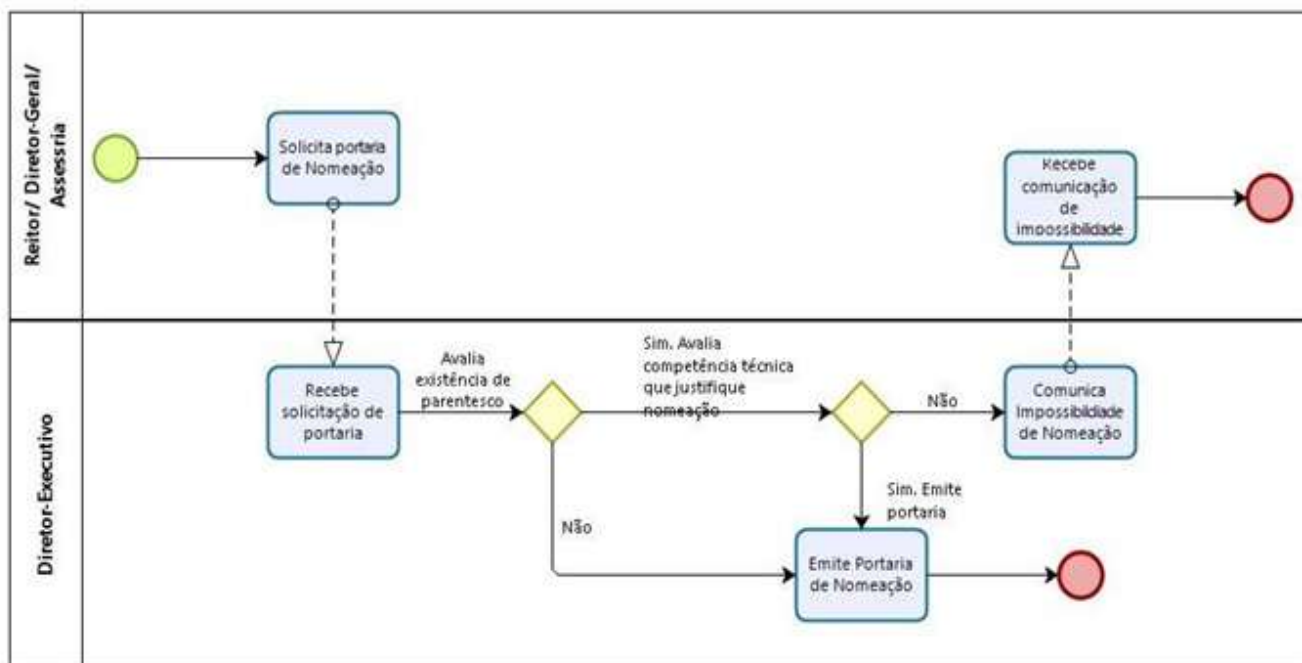 Reitor/ Diretor-Geral/
Assessria
Solicita portaria
de Nomeação
Recebe
comunicação
de
impossibilidade
Diretor-Executivo
Recebe
solicitação de
portaria
Avalia
existência de
parentesco
Sim. Avalia
competência técnica
que justifique
nomeação
Não
Comunica
Impossibilidade
de Nomeação
Não
Sim. Emite
portaria
Emite Portaria
de Nomeação